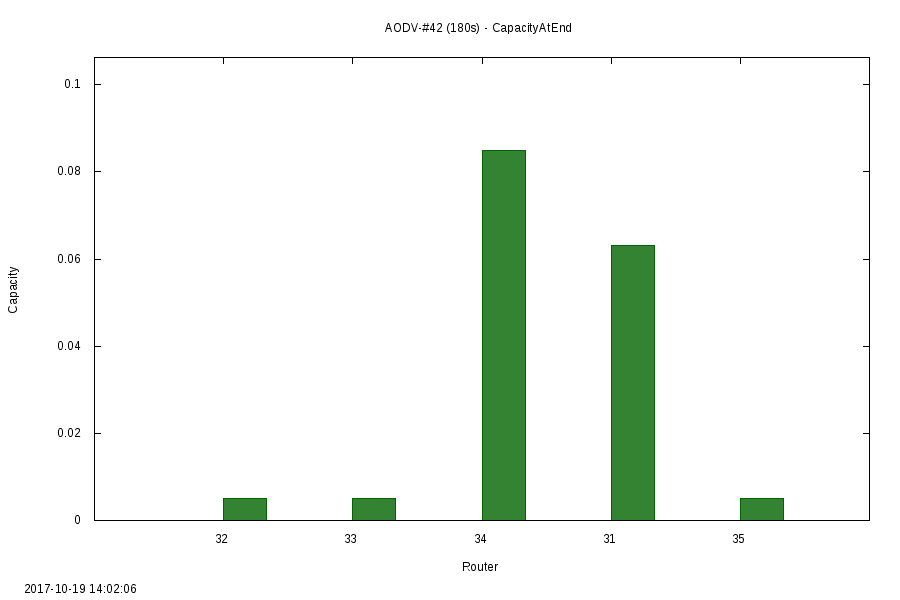 AODV-#42 (180s) - CapacityAtEnd
0.1
0.08
0.06
0.04
0.02
0
Capacity
32 33 34 31 35
Router
2017-10-19 14:02:06